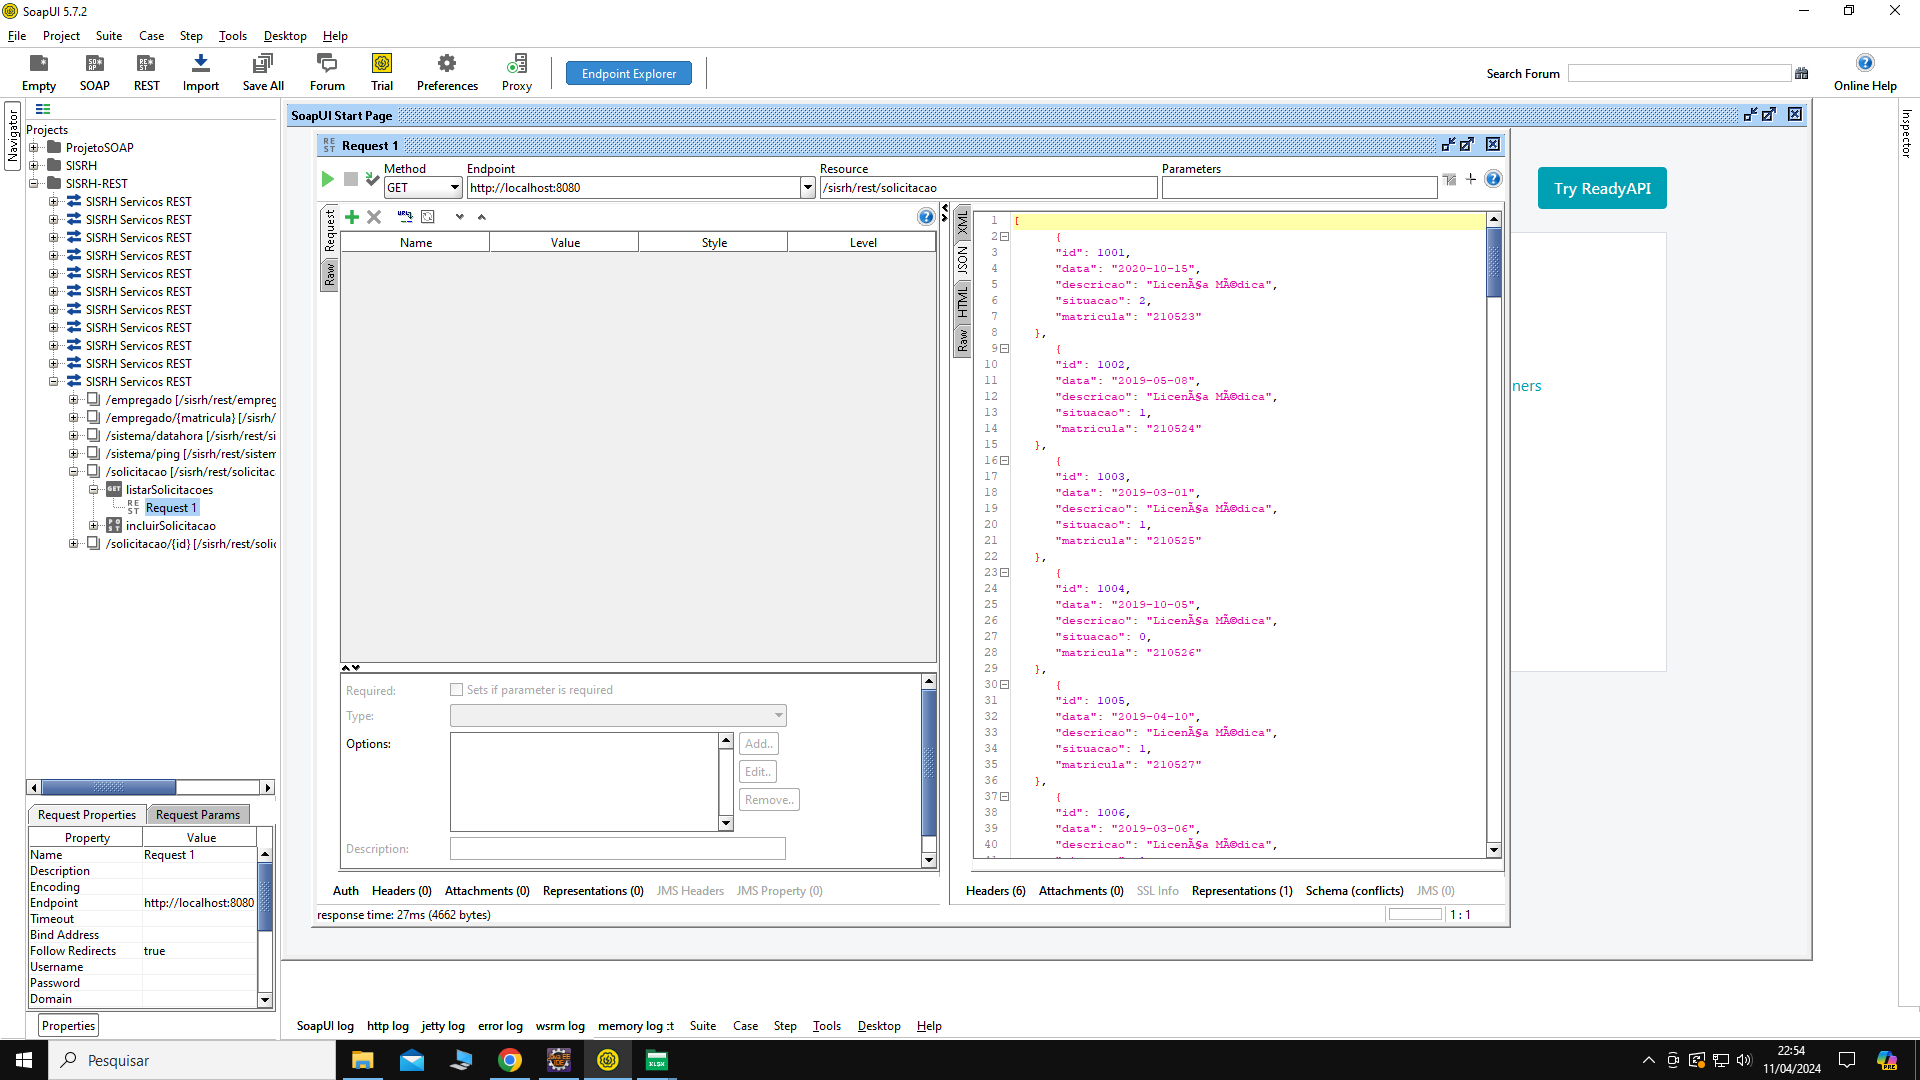 SoapUI 5.7.2
File Project Suite Case Step Tools Desktop Help
Empty SOAP REST Import Save All Forum Trial Preferences Proxy
Endpoint Explorer
Search Forum
Online Help
Navigator
Projects
ProjetoSOAP
SISRH
SISRH-REST
SISRH Servicos REST
SISRH Servicos REST
SISRH Servicos REST
SISRH Servicos REST
SISRH Servicos REST
SISRH Servicos REST
SISRH Servicos REST
SISRH Servicos REST
SISRH Servicos REST
SISRH Servicos REST
SISRH Servicos REST
/empregado [/sisrh/rest/empreg
/empregado/{matricula} [/sisrh/
/sistema/datahora [/sisrh/rest/si
/sistema/ping [/sisrh/rest/sistem
/solicitacao [/sisrh/rest/solicitac
GET listarSolicitacoes
REST Request 1
POST incluirSolicitacao
/solicitacao/{id} [/sisrh/rest/solic
Request Properties Request Params
Property Value
Name Request 1
Description
Encoding
Endpoint http://localhost:8080
Timeout
Bind Address
Follow Redirects true
Username
Password
Domain
Properties
SoapUI Start Page
REST Request 1
Method Endpoint Resource Parameters
GET http://localhost:8080 /sisrh/rest/solicitacao
Request
Raw
Name Value Style Level
Required: Sets if parameter is required
Type:
Options:
Add..
Edit..
Remove..
Description:
Auth Headers (0) Attachments (0) Representations (0) JMS Headers JMS Property (0)
response time: 27ms (4662 bytes)
XML
JSON
HTML
Raw
1 [
2 {
3 "id": 1001,
4 "data": "2020-10-15",
5 "descricao": "LicenÃ§a MÃ©dica",
6 "situacao": 2,
7 "matricula": "210523"
8 },
9 {
10 "id": 1002,
11 "data": "2019-05-08",
12 "descricao": "LicenÃ§a MÃ©dica",
13 "situacao": 1,
14 "matricula": "210524"
15 },
16 {
17 "id": 1003,
18 "data": "2019-03-01",
19 "descricao": "LicenÃ§a MÃ©dica",
20 "situacao": 1,
21 "matricula": "210525"
22 },
23 {
24 "id": 1004,
25 "data": "2019-10-05",
26 "descricao": "LicenÃ§a MÃ©dica",
27 "situacao": 0,
28 "matricula": "210526"
29 },
30 {
31 "id": 1005,
32 "data": "2019-04-10",
33 "descricao": "LicenÃ§a MÃ©dica",
34 "situacao": 1,
35 "matricula": "210527"
36 },
37 {
38 "id": 1006,
39 "data": "2019-03-06",
40 "descricao": "LicenÃ§a MÃ©dica",
Headers (6) Attachments (0) SSL Info Representations (1) Schema (conflicts) JMS (0)
1 : 1
Try ReadyAPI
ners
Inspector
SoapUI log http log jetty log error log wsrm log memory log :t Suite Case Step Tools Desktop Help
Pesquisar
22:54
11/04/2024